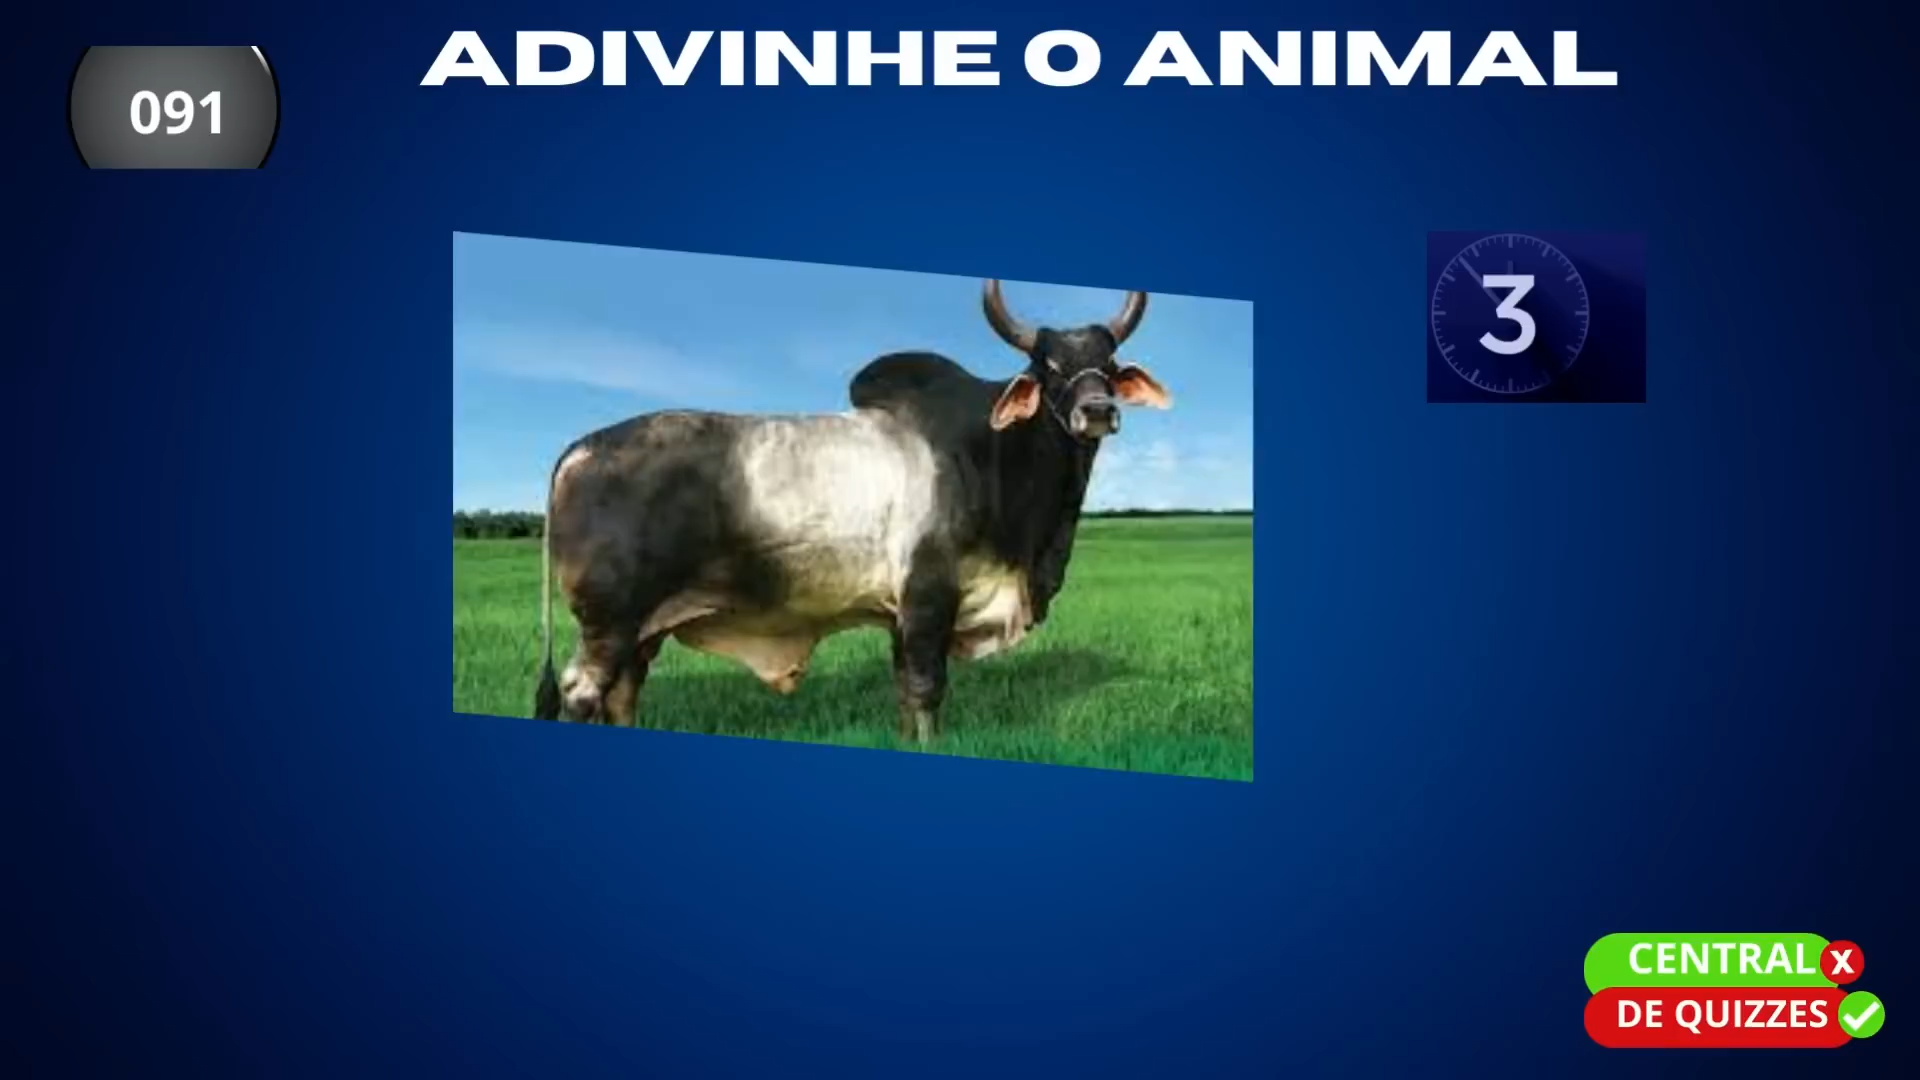 ADIVINHE O ANIMAL
091
3
CENTRAL X
DE QUIZZES